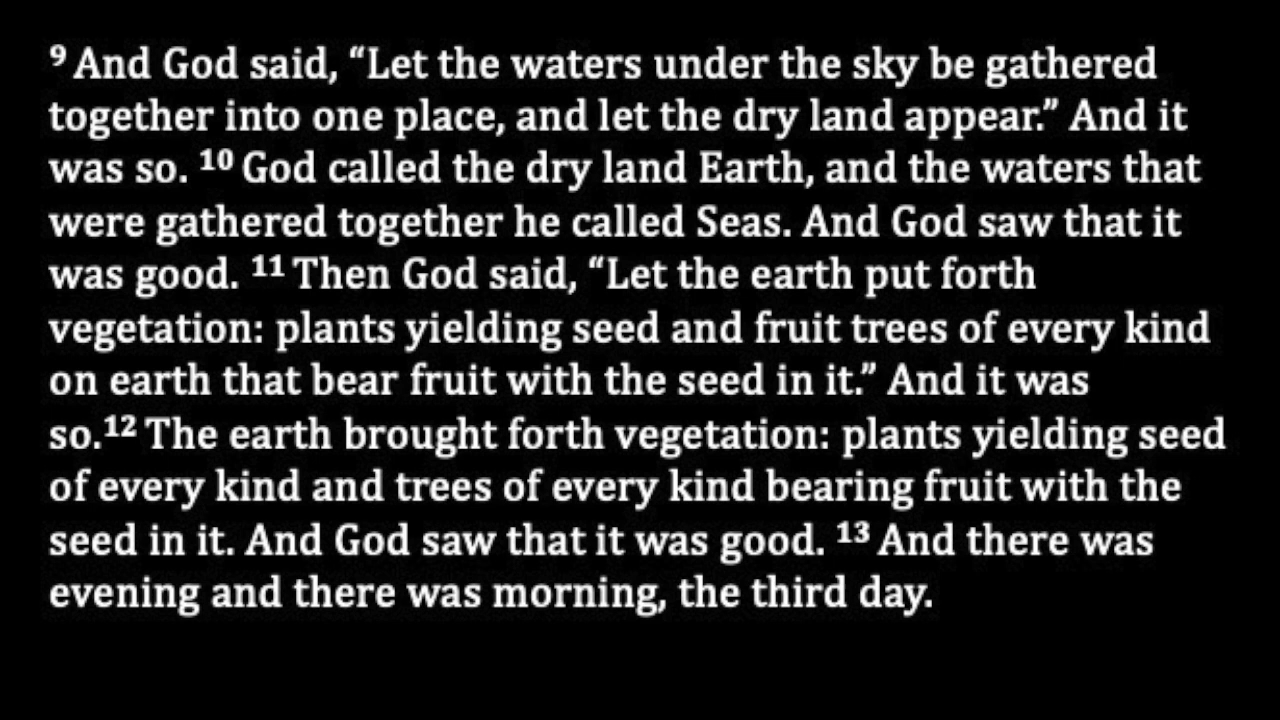 ⁹ And God said, “Let the waters under the sky be gathered
together into one place, and let the dry land appear.” And it
was so. ¹⁰ God called the dry land Earth, and the waters that
were gathered together he called Seas. And God saw that it
was good. ¹¹ Then God said, “Let the earth put forth
vegetation: plants yielding seed and fruit trees of every kind
on earth that bear fruit with the seed in it.” And it was
so.¹² The earth brought forth vegetation: plants yielding seed
of every kind and trees of every kind bearing fruit with the
seed in it. And God saw that it was good. ¹³ And there was
evening and there was morning, the third day.